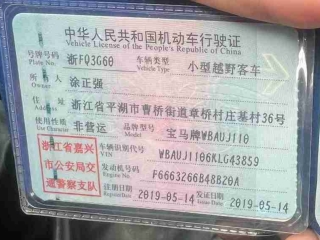 中华人民共和国机动车行驶证
Vehicle License of the People's Republic of China
号牌号码 浙FQ3G60 车辆类型 小型越野客车
Plate No. Vehicle Type
所有人 徐正强
Owner
住址 浙江省平湖市曹桥街道章桥村庄基村36号
Address
使用性质 非营运 品牌型号 宝马牌WBAUJ110
Use Character Model
浙江省嘉兴市公安局交通警察支队
车辆识别代号 WBAUJ1106KLG43859
VIN
发动机号码 F6663266B48B20A
Engine No.
注册日期 2019-05-14 发证日期 2019-05-14
Register Date Issue Date